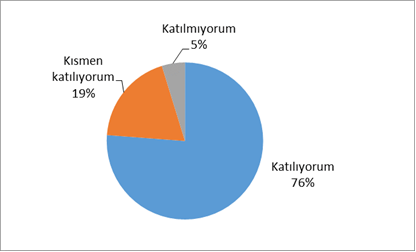 Katılmıyorum
5%
Kısmen
katılıyorum
19%
Katılıyorum
76%